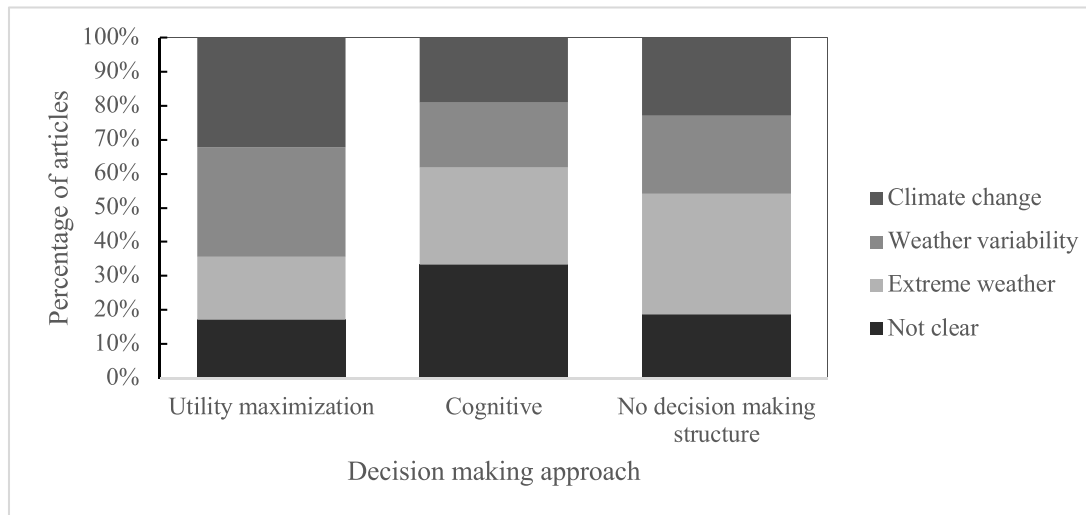 100%
90%
80%
70%
60%
50%
40%
30%
20%
10%
0%
Percentage of articles
Utility maximization
Cognitive
No decision making
structure
Decision making approach
Climate change
Weather variability
Extreme weather
Not clear